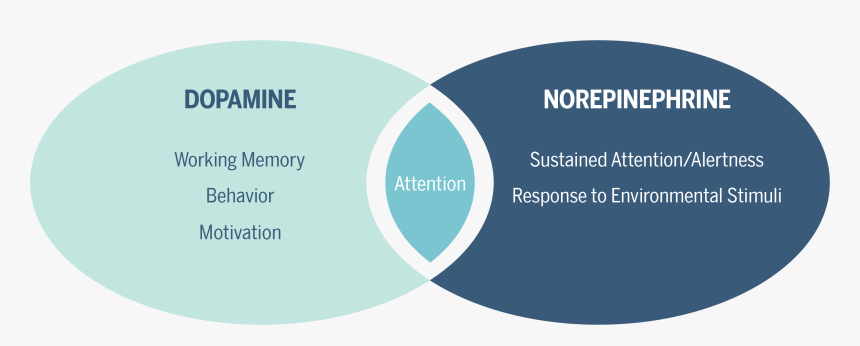 DOPAMINE
Working Memory
Behavior
Motivation
Attention
NOREPINEPHRINE
Sustained Attention/Alertness
Response to Environmental Stimuli